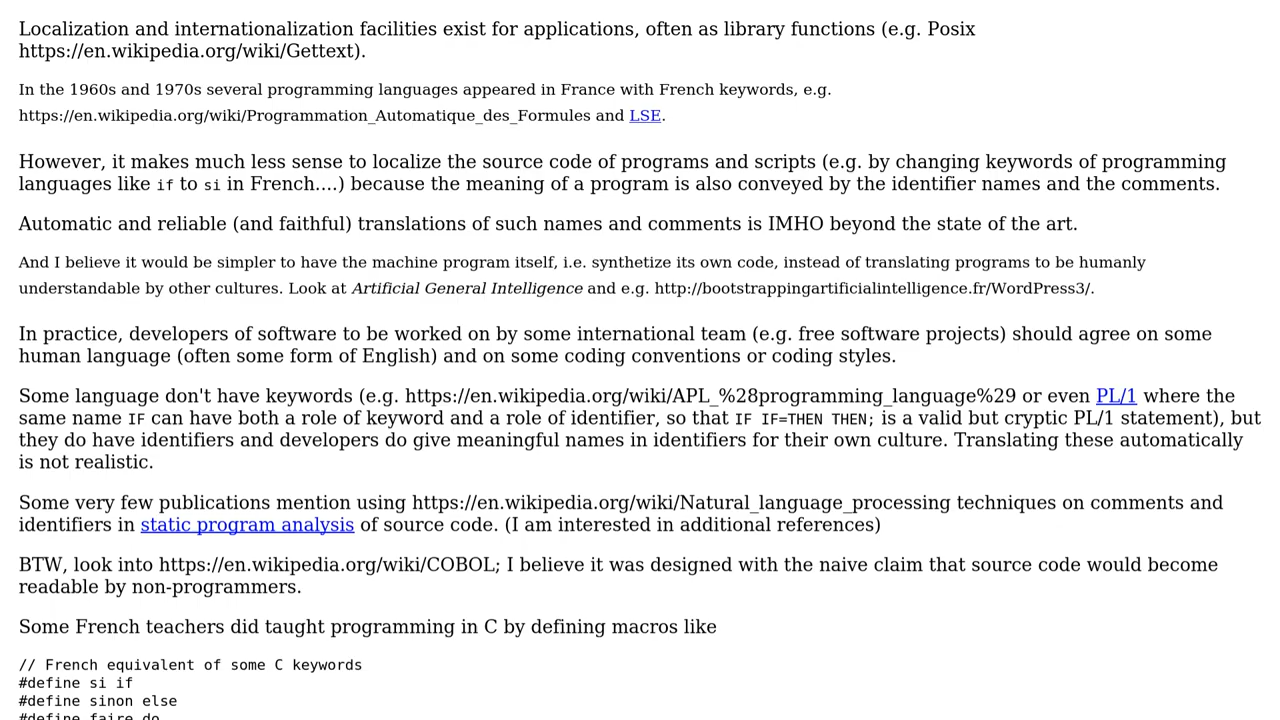 Localization and internationalization facilities exist for applications, often as library functions (e.g. Posix
https://en.wikipedia.org/wiki/Gettext).
In the 1960s and 1970s several programming languages appeared in France with French keywords, e.g.
https://en.wikipedia.org/wiki/Programmation_Automatique_des_Formules and LSE.
However, it makes much less sense to localize the source code of programs and scripts (e.g. by changing keywords of programming
languages like if to si in French....) because the meaning of a program is also conveyed by the identifier names and the comments.
Automatic and reliable (and faithful) translations of such names and comments is IMHO beyond the state of the art.
And I believe it would be simpler to have the machine program itself, i.e. synthetize its own code, instead of translating programs to be humanly
understandable by other cultures. Look at Artificial General Intelligence and e.g. http://bootstrappingartificialintelligence.fr/WordPress3/.
In practice, developers of software to be worked on by some international team (e.g. free software projects) should agree on some
human language (often some form of English) and on some coding conventions or coding styles.
Some language don't have keywords (e.g. https://en.wikipedia.org/wiki/APL_%28programming_language%29 or even PL/1 where the
same name IF can have both a role of keyword and a role of identifier, so that IF IF=THEN THEN; is a valid but cryptic PL/1 statement), but
they do have identifiers and developers do give meaningful names in identifiers for their own culture. Translating these automatically
is not realistic.
Some very few publications mention using https://en.wikipedia.org/wiki/Natural_language_processing techniques on comments and
identifiers in static program analysis of source code. (I am interested in additional references)
BTW, look into https://en.wikipedia.org/wiki/COBOL; I believe it was designed with the naive claim that source code would become
readable by non-programmers.
Some French teachers did taught programming in C by defining macros like
// French equivalent of some C keywords
#define si if
#define sinon else
#define faire do